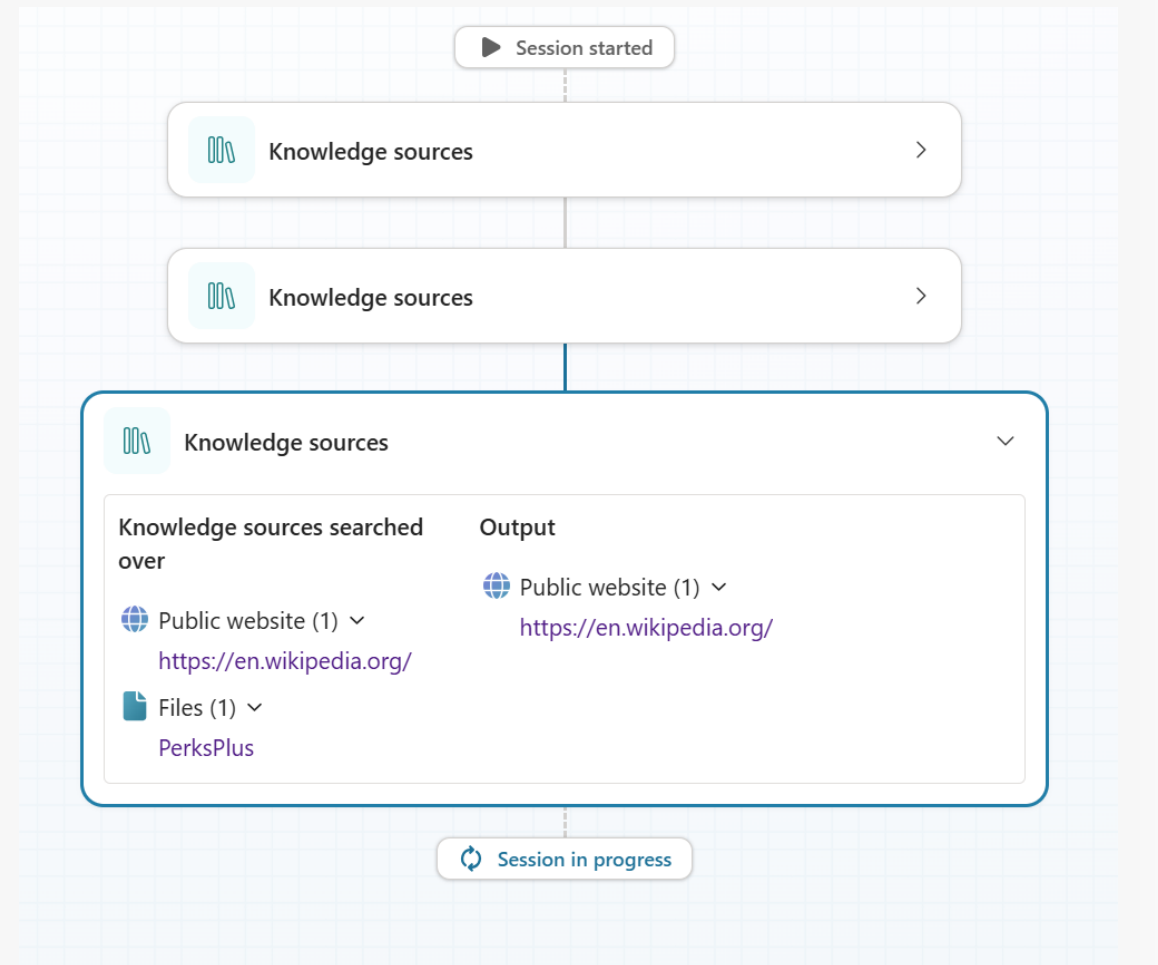 Session started
Knowledge sources
Knowledge sources
Knowledge sources
Knowledge sources searched
over
Public website (1)
https://en.wikipedia.org/
Files (1)
PerksPlus
Output
Public website (1)
https://en.wikipedia.org/
Session in progress